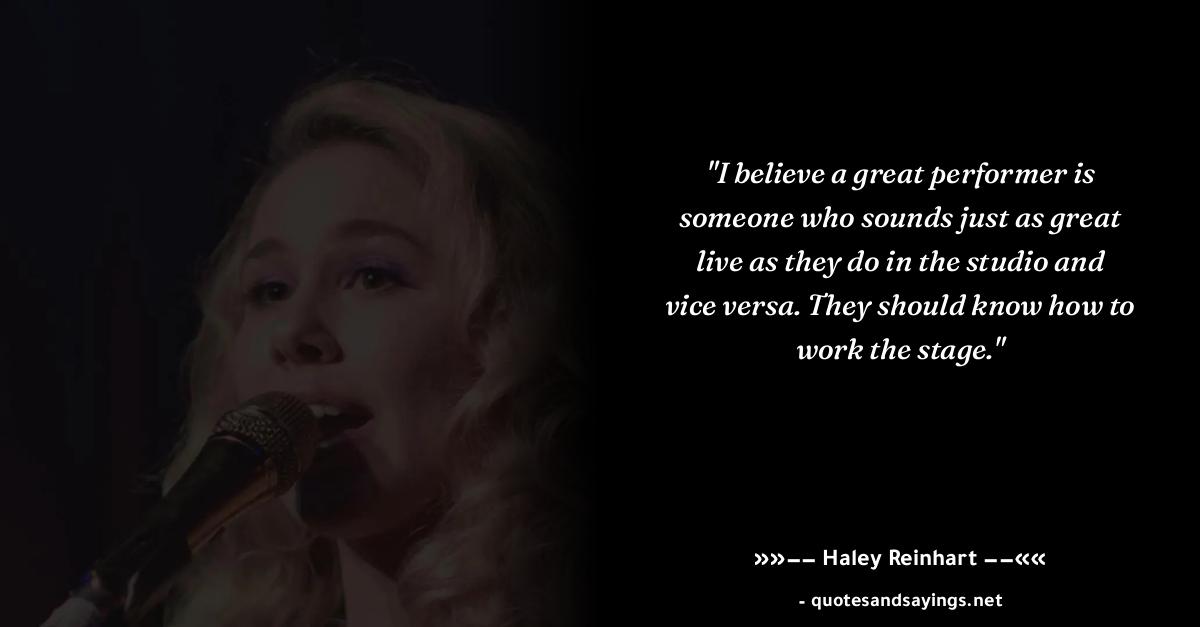 "I believe a great performer is
someone who sounds just as great
live as they do in the studio and
vice versa. They should know how to
work the stage."
»»–– Haley Reinhart ––««
- quotesandsayings.net